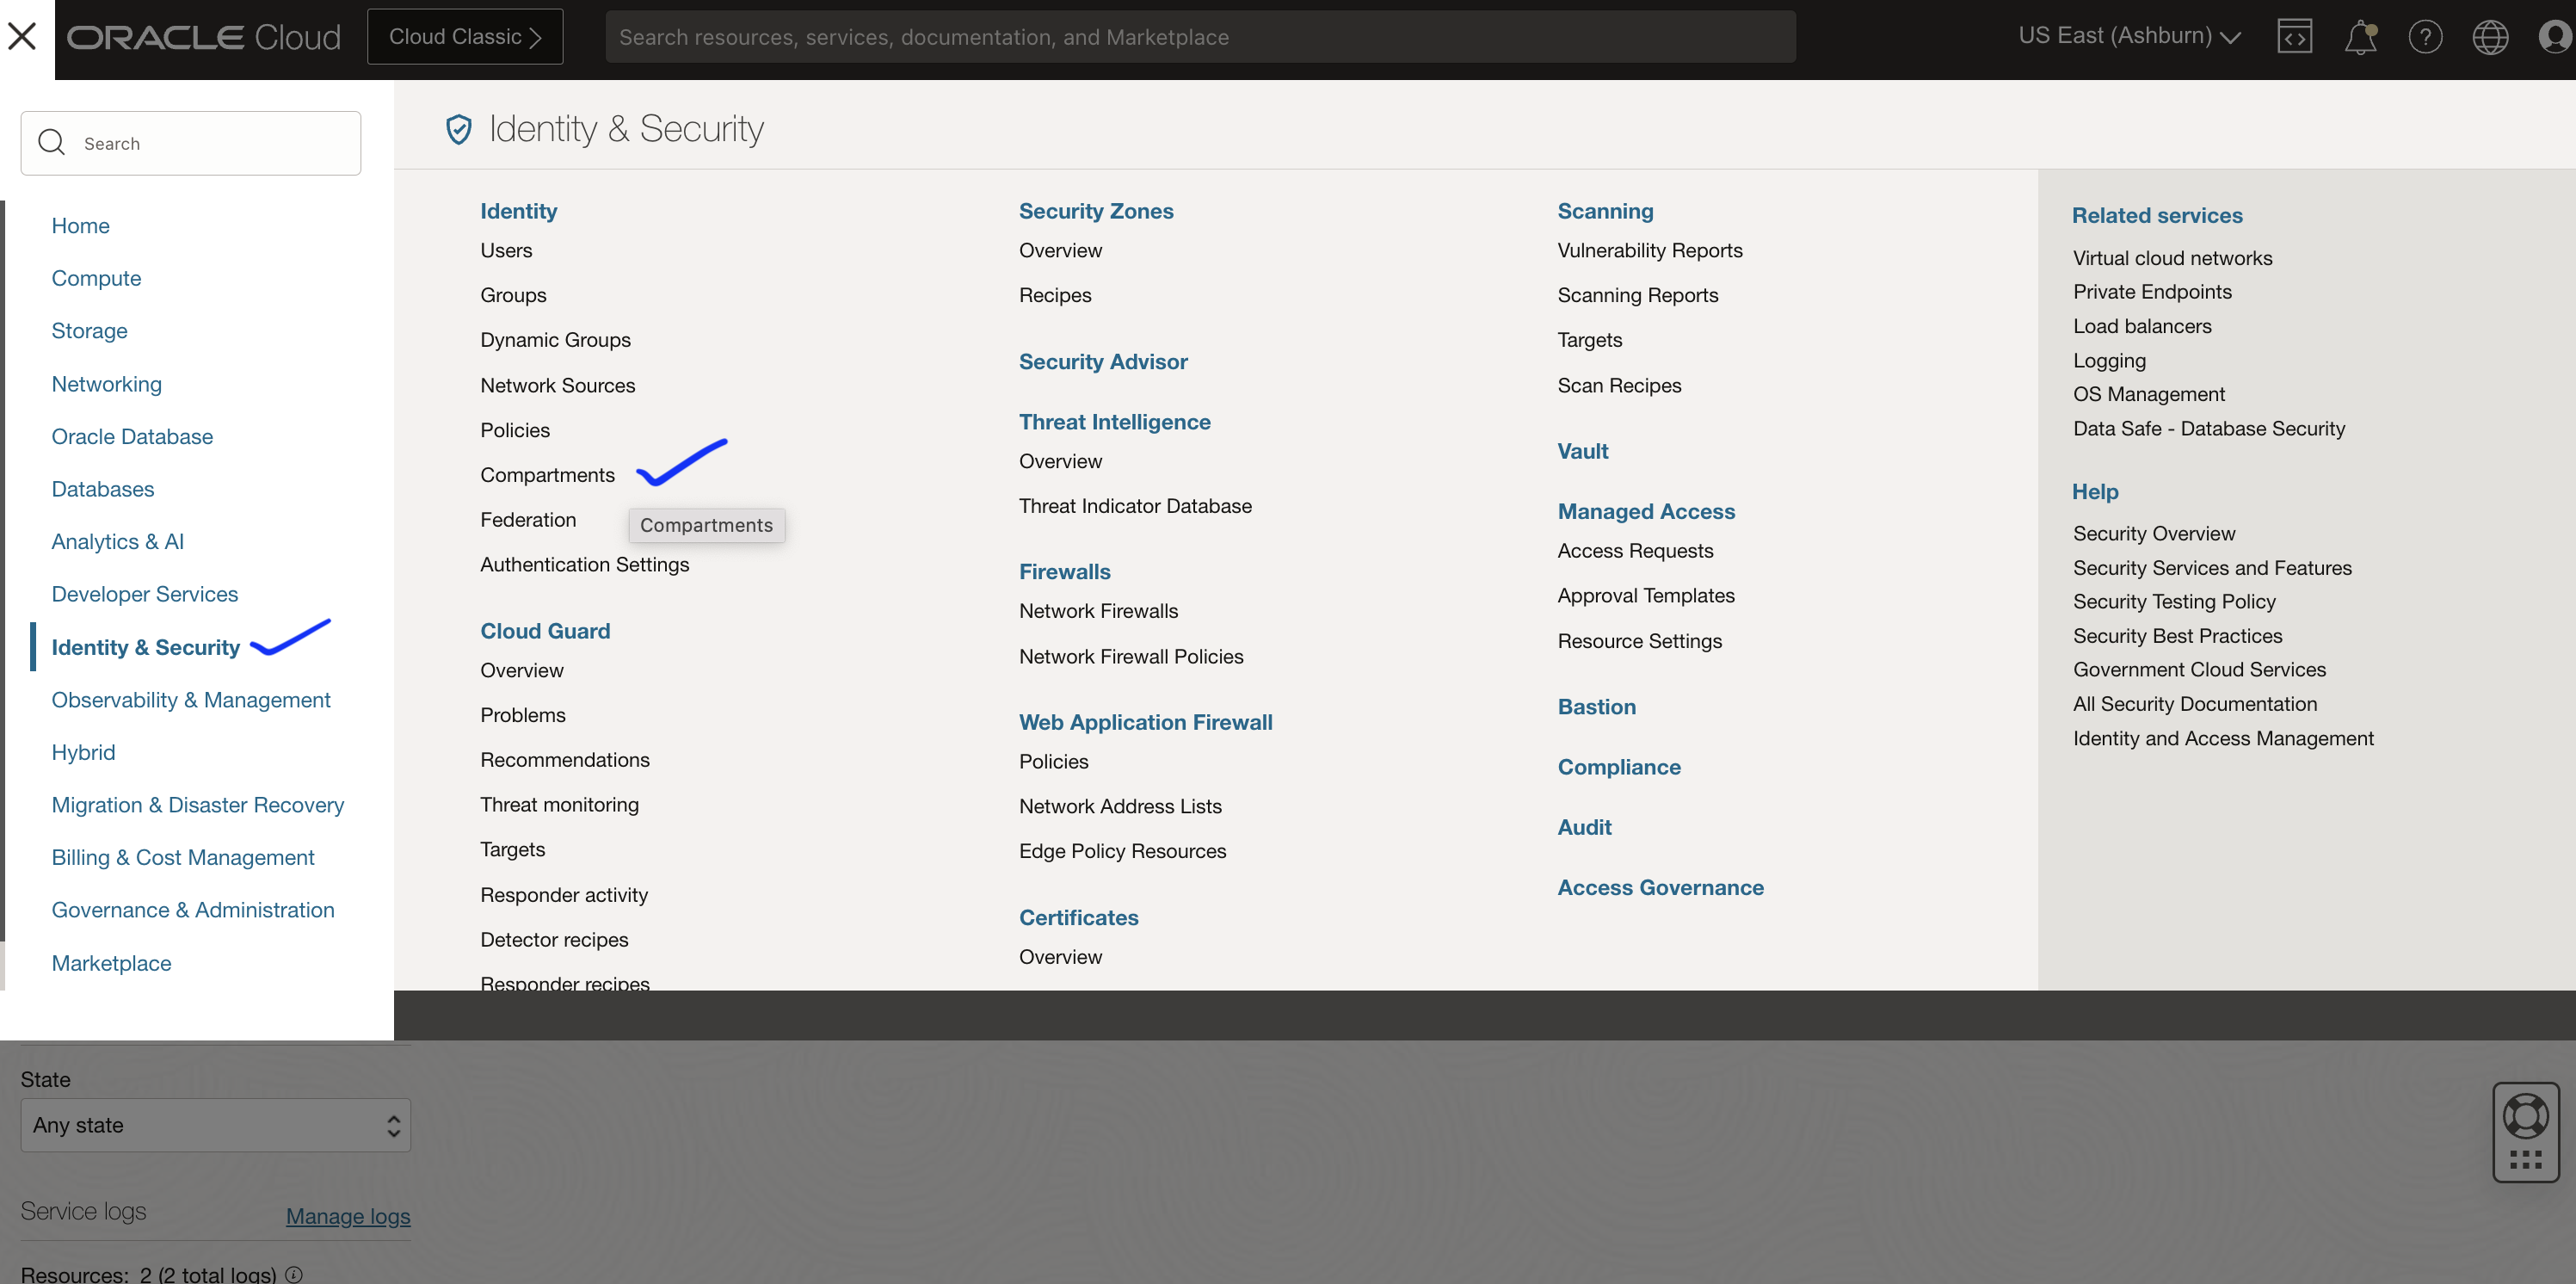 ORACLE Cloud
Cloud Classic
Search resources, services, documentation, and Marketplace
US East (Ashburn)
Search
Home
Compute
Storage
Networking
Oracle Database
Databases
Analytics & AI
Developer Services
Identity & Security
Observability & Management
Hybrid
Migration & Disaster Recovery
Billing & Cost Management
Governance & Administration
Marketplace
Identity & Security
Identity
Users
Groups
Dynamic Groups
Network Sources
Policies
Compartments
Federation
Compartments
Authentication Settings
Cloud Guard
Overview
Problems
Recommendations
Threat monitoring
Targets
Responder activity
Detector recipes
Responder recipes
Security Zones
Overview
Recipes
Security Advisor
Threat Intelligence
Overview
Threat Indicator Database
Firewalls
Network Firewalls
Network Firewall Policies
Web Application Firewall
Policies
Network Address Lists
Edge Policy Resources
Certificates
Overview
Scanning
Vulnerability Reports
Scanning Reports
Targets
Scan Recipes
Vault
Managed Access
Access Requests
Approval Templates
Resource Settings
Bastion
Compliance
Audit
Access Governance
Related services
Virtual cloud networks
Private Endpoints
Load balancers
Logging
OS Management
Data Safe - Database Security
Help
Security Overview
Security Services and Features
Security Testing Policy
Security Best Practices
Government Cloud Services
All Security Documentation
Identity and Access Management
State
Any state
Service logs
Manage logs
Resources: 2 (2 total logs)